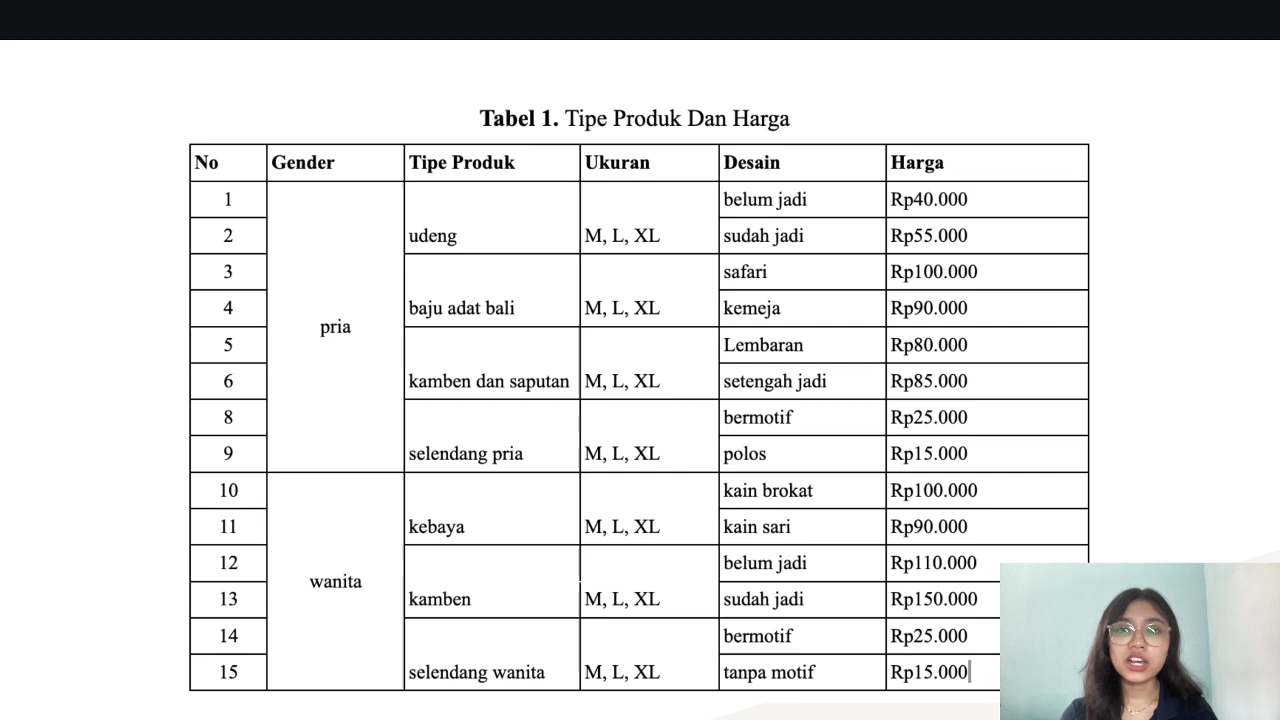 Tabel 1. Tipe Produk Dan Harga
No Gender Tipe Produk Ukuran Desain Harga
1 belum jadi Rp40.000
2 udeng M, L, XL sudah jadi Rp55.000
3 safari Rp100.000
4 baju adat bali M, L, XL kemeja Rp90.000
pria
5 Lembaran Rp80.000
6 kamben dan saputan M, L, XL setengah jadi Rp85.000
8 bermotif Rp25.000
9 selendang pria M, L, XL polos Rp15.000
10 kain brokat Rp100.000
11 kebaya M, L, XL kain sari Rp90.000
12 belum jadi Rp110.000
wanita
13 kamben M, L, XL sudah jadi Rp150.000
14 bermotif Rp25.000
15 selendang wanita M, L, XL tanpa motif Rp15.000